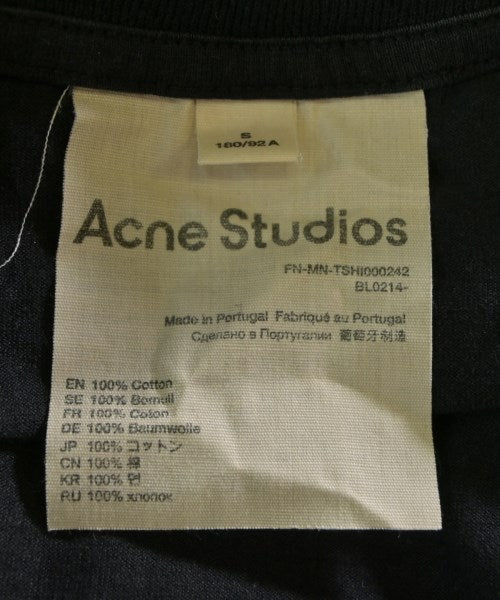 S
180/92A
Acne Studios
FN-MN-TSHI000242
BL0214-
Made in Portugal Fabriqué au Portugal
Сделано в Португалии 葡萄牙制造
EN 100% Cotton
SE 100% Bomull
FR 100% Coton
DE 100% Baumwolle
JP 100% コットン
CN 100% 棉
KR 100% 면
RU 100% хлопок